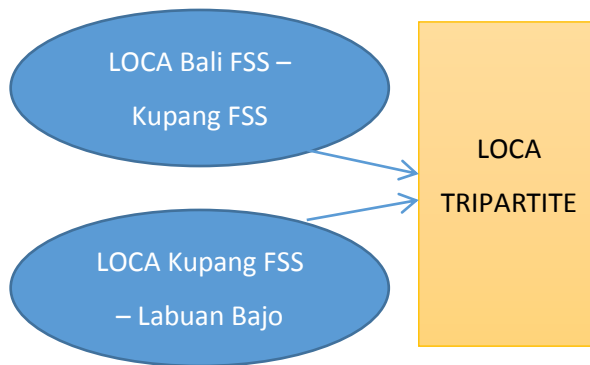 LOCA Bali FSS –
Kupang FSS
LOCA Kupang FSS
– Labuan Bajo
LOCA
TRIPARTITE